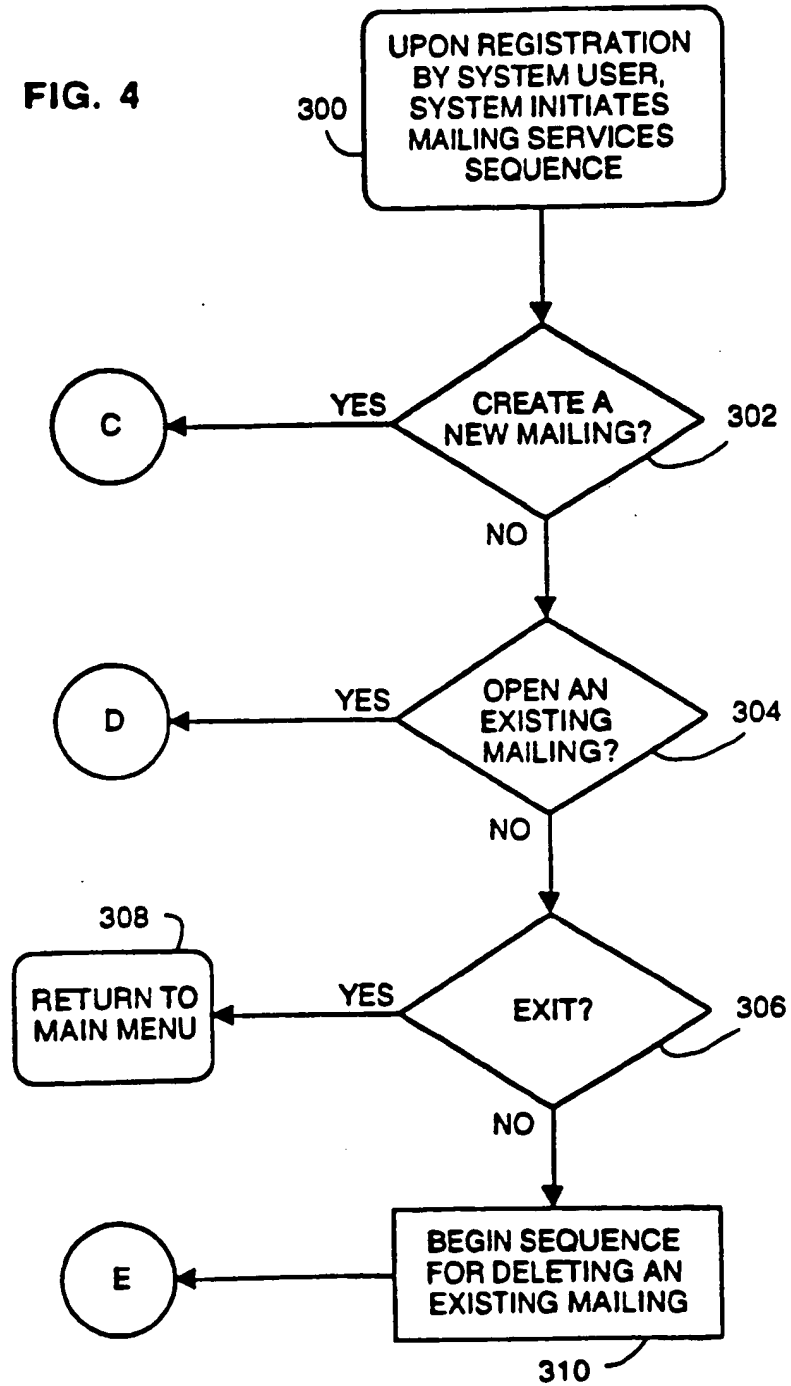 FIG. 4
300
UPON REGISTRATION
BY SYSTEM USER,
SYSTEM INITIATES
MAILING SERVICES
SEQUENCE
C
YES
CREATE A
NEW MAILING?
302
NO
D
YES
OPEN AN
EXISTING
MAILING?
304
NO
308
RETURN TO
MAIN MENU
YES
EXIT?
306
NO
E
BEGIN SEQUENCE
FOR DELETING AN
EXISTING MAILING
310